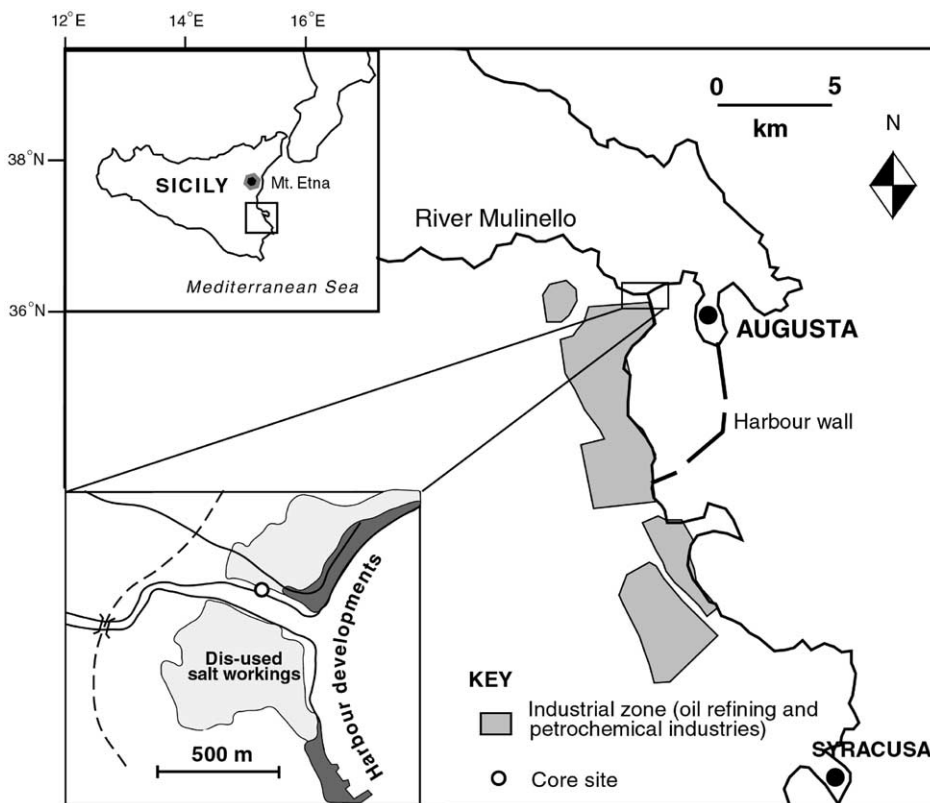 12°E
14°E
16°E
38°N
36°N
SICILY
Mt. Etna
Mediterranean Sea
0 5
km
N
River Mulinello
AUGUSTA
Harbour wall
Dis-used
salt workings
Harbour developments
500 m
KEY
Industrial zone (oil refining and
petrochemical industries)
Core site
SYRACUSA